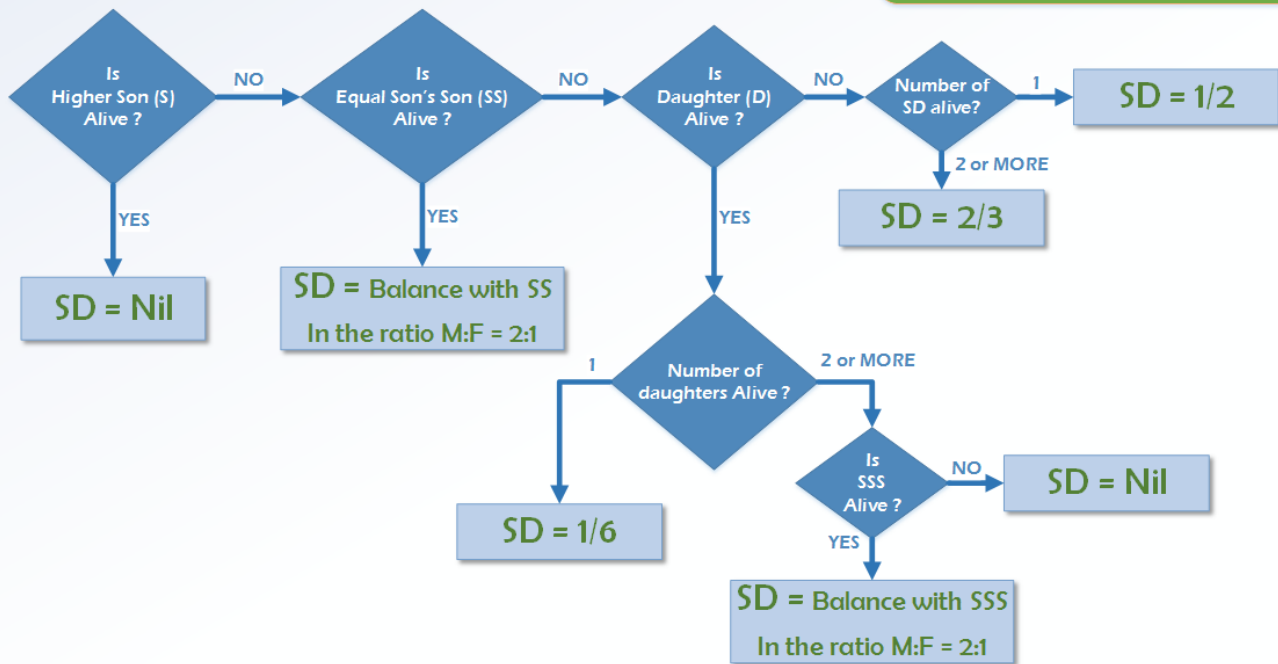 Is
Higher Son (S)
Alive ?
NO
Is
Equal Son's Son (SS)
Alive ?
NO
Is
Daughter (D)
Alive ?
NO
Number of
SD alive?
1
SD = 1/2
2 or MORE
SD = 2/3
YES
SD = Nil
YES
SD = Balance with SS
In the ratio M:F = 2:1
YES
Number of
daughters Alive ?
1
SD = 1/6
2 or MORE
Is
SSS
Alive ?
NO
SD = Nil
YES
SD = Balance with SSS
In the ratio M:F = 2:1